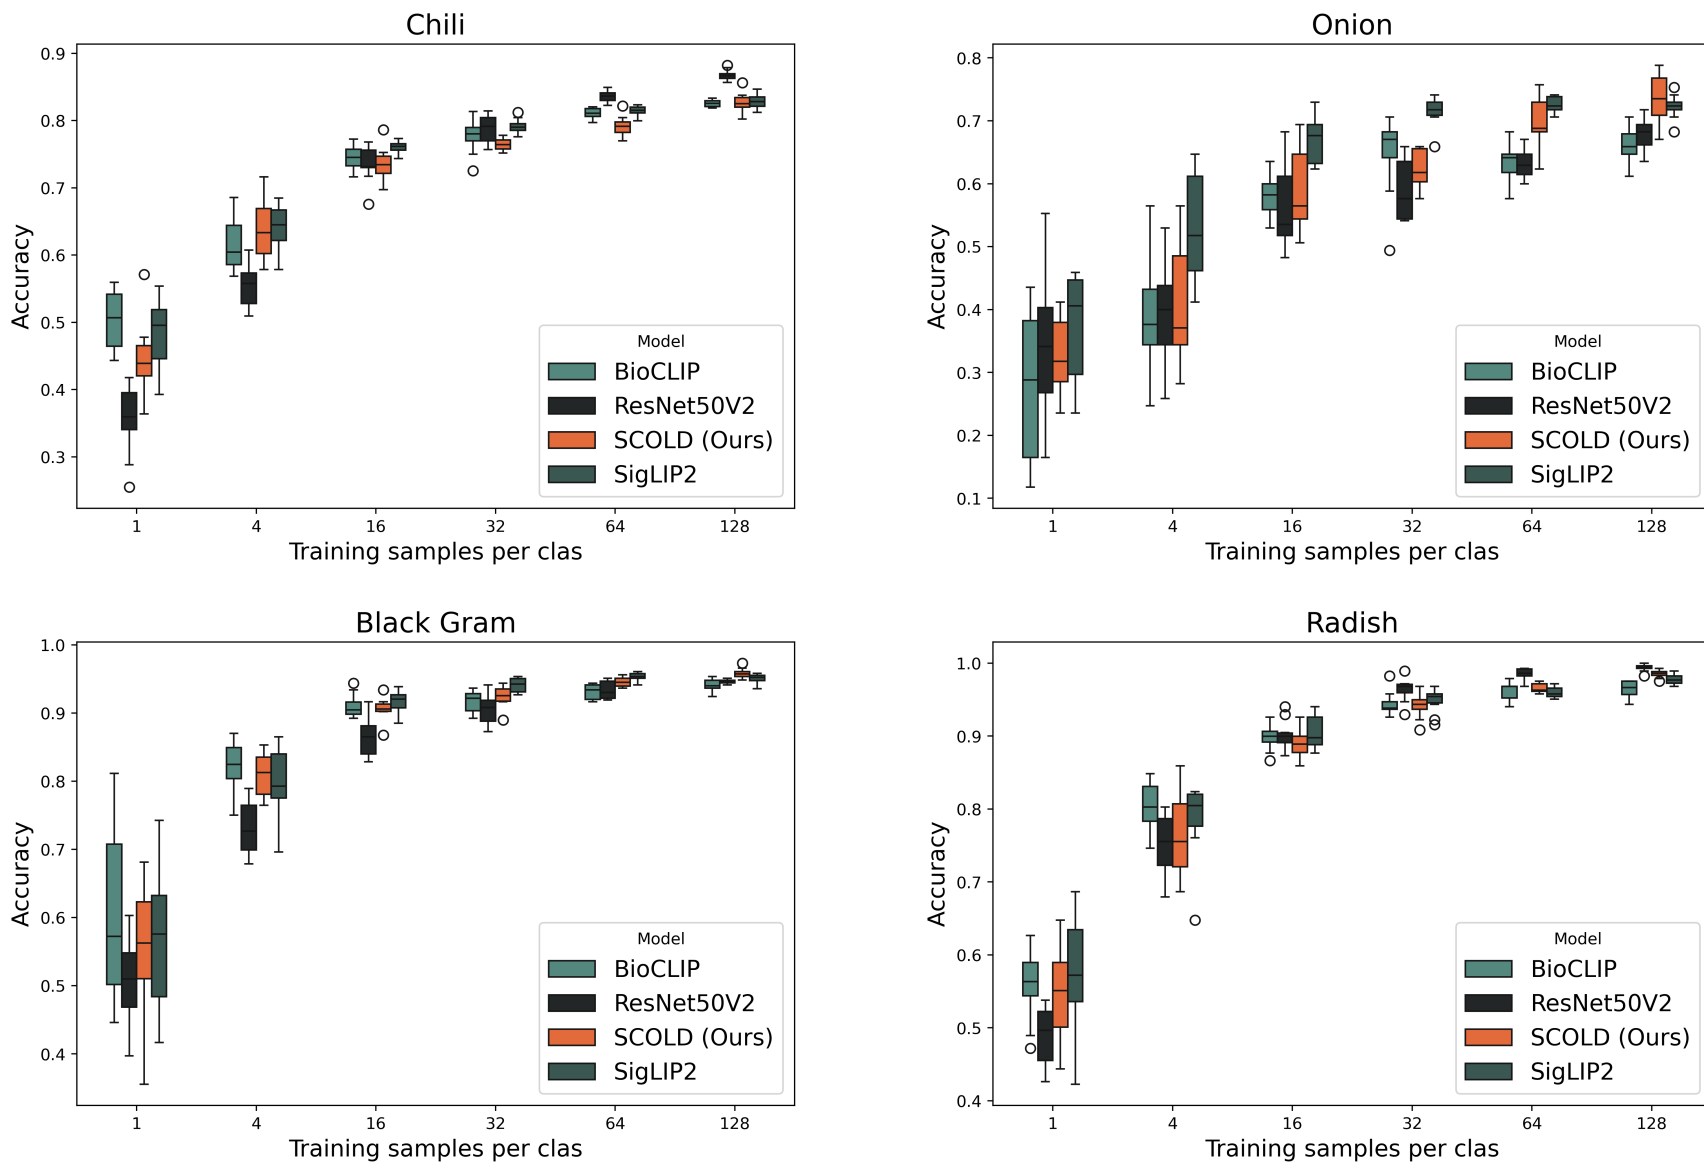 Chili
0.9
0.8
0.7
0.6
0.5
0.4
0.3
Accuracy
Model
BioCLIP
ResNet50V2
SCOLD (Ours)
SigLIP2
1 4 16 32 64 128
Training samples per clas
Onion
0.8
0.7
0.6
0.5
0.4
0.3
0.2
0.1
Accuracy
Model
BioCLIP
ResNet50V2
SCOLD (Ours)
SigLIP2
1 4 16 32 64 128
Training samples per clas
Black Gram
1.0
0.9
0.8
0.7
0.6
0.5
0.4
Accuracy
Model
BioCLIP
ResNet50V2
SCOLD (Ours)
SigLIP2
1 4 16 32 64 128
Training samples per clas
Radish
1.0
0.9
0.8
0.7
0.6
0.5
0.4
Accuracy
Model
BioCLIP
ResNet50V2
SCOLD (Ours)
SigLIP2
1 4 16 32 64 128
Training samples per clas